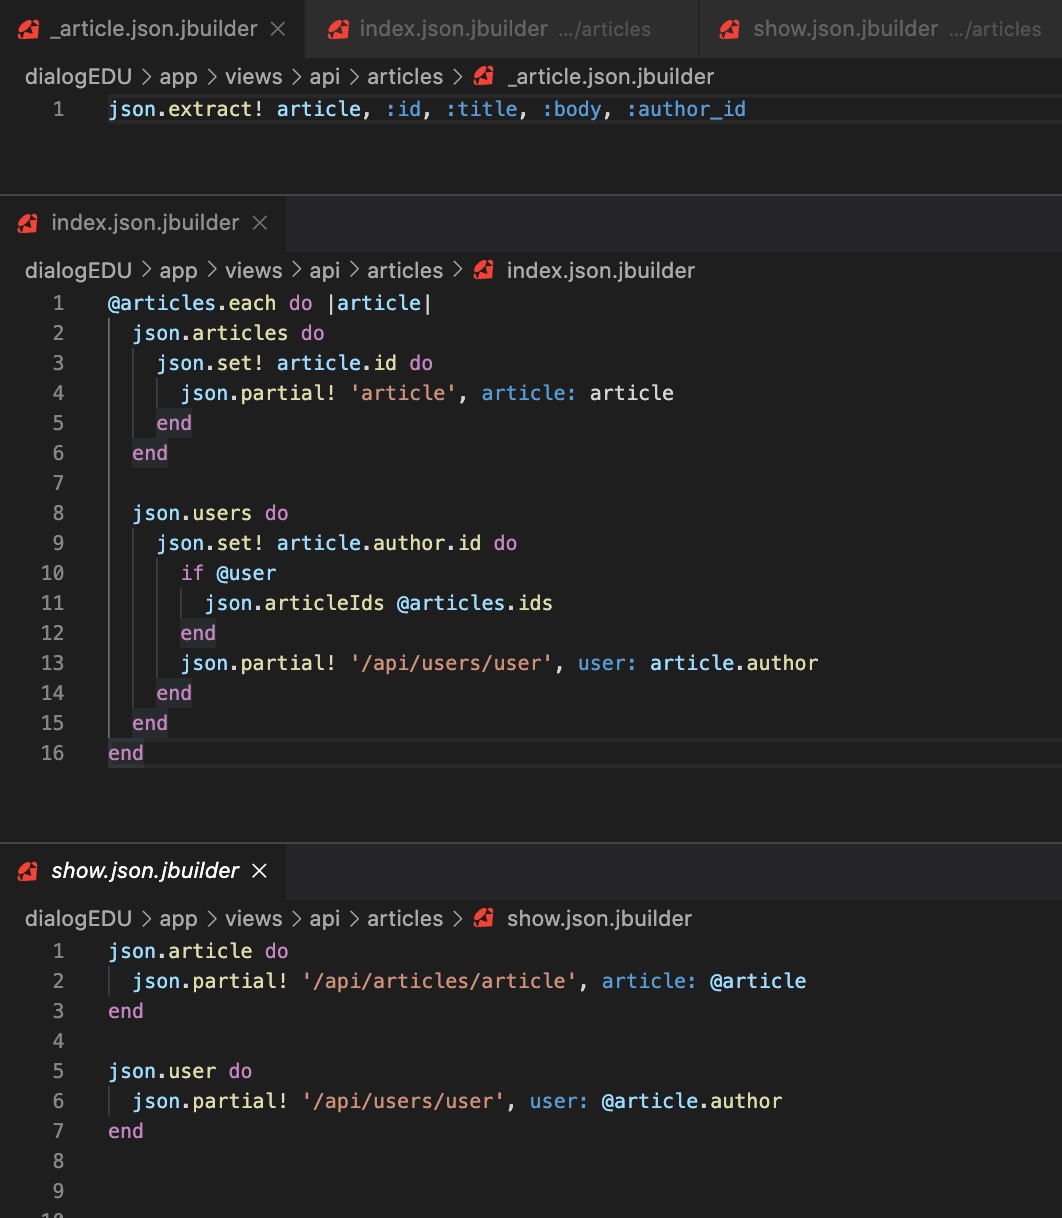 _article.json.jbuilder × index.json.jbuilder .../articles show.json.jbuilder .../articles
dialogEDU > app > views > api > articles > _article.json.jbuilder
1 json.extract! article, :id, :title, :body, :author_id
index.json.jbuilder ×
dialogEDU > app > views > api > articles > index.json.jbuilder
1 @articles.each do |article|
2   json.articles do
3     json.set! article.id do
4       json.partial! 'article', article: article
5     end
6   end
7
8   json.users do
9     json.set! article.author.id do
10       if @user
11         json.articleIds @articles.ids
12       end
13       json.partial! '/api/users/user', user: article.author
14     end
15   end
16 end
show.json.jbuilder ×
dialogEDU > app > views > api > articles > show.json.jbuilder
1 json.article do
2   json.partial! '/api/articles/article', article: @article
3 end
4
5 json.user do
6   json.partial! '/api/users/user', user: @article.author
7 end
8
9
10